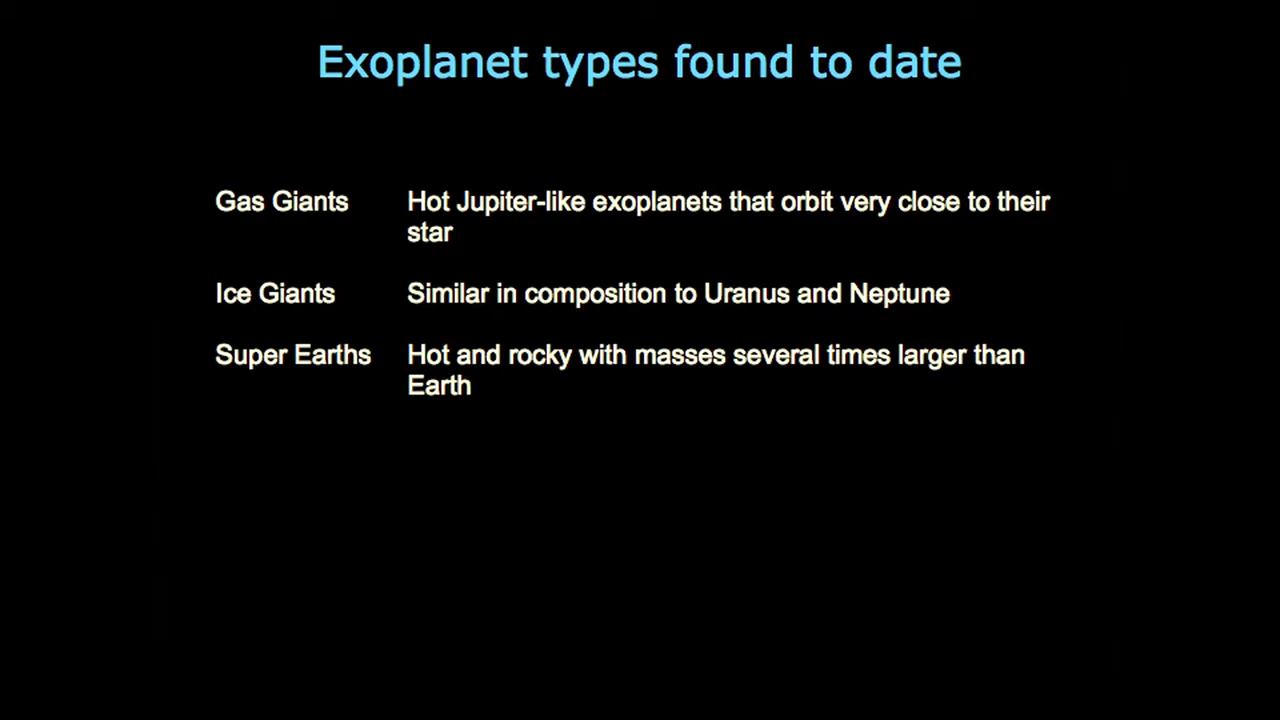 Exoplanet types found to date
Gas Giants Hot Jupiter-like exoplanets that orbit very close to their
star
Ice Giants Similar in composition to Uranus and Neptune
Super Earths Hot and rocky with masses several times larger than
Earth